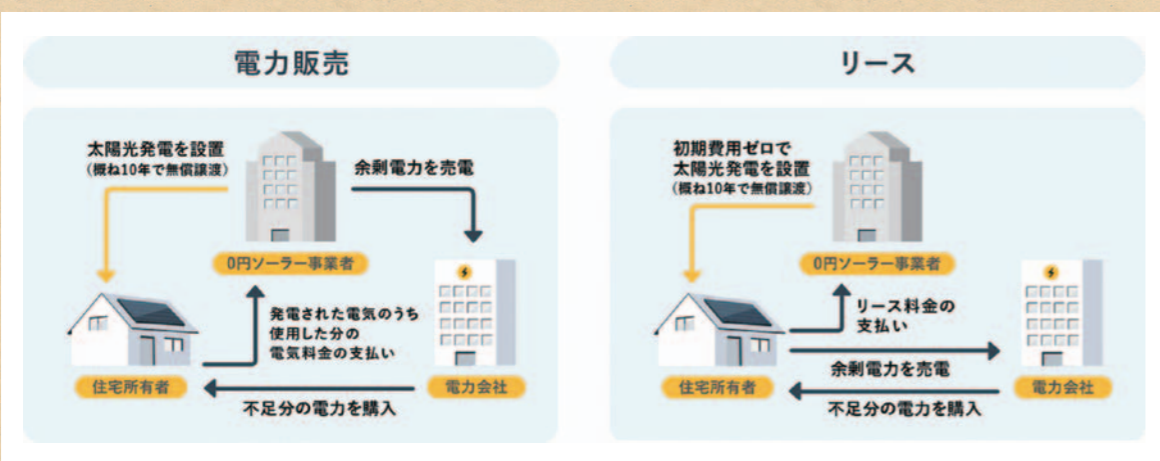 電力販売
太陽光発電を設置
(概ね10年で無償譲渡)
余剰電力を売電
0円ソーラー事業者
発電された電気のうち
使用した分の
電気料金の支払い
住宅所有者
電力会社
不足分の電力を購入
リース
初期費用ゼロで
太陽光発電を設置
(概ね10年で無償譲渡)
0円ソーラー事業者
リース料金の
支払い
余剰電力を売電
住宅所有者
電力会社
不足分の電力を購入